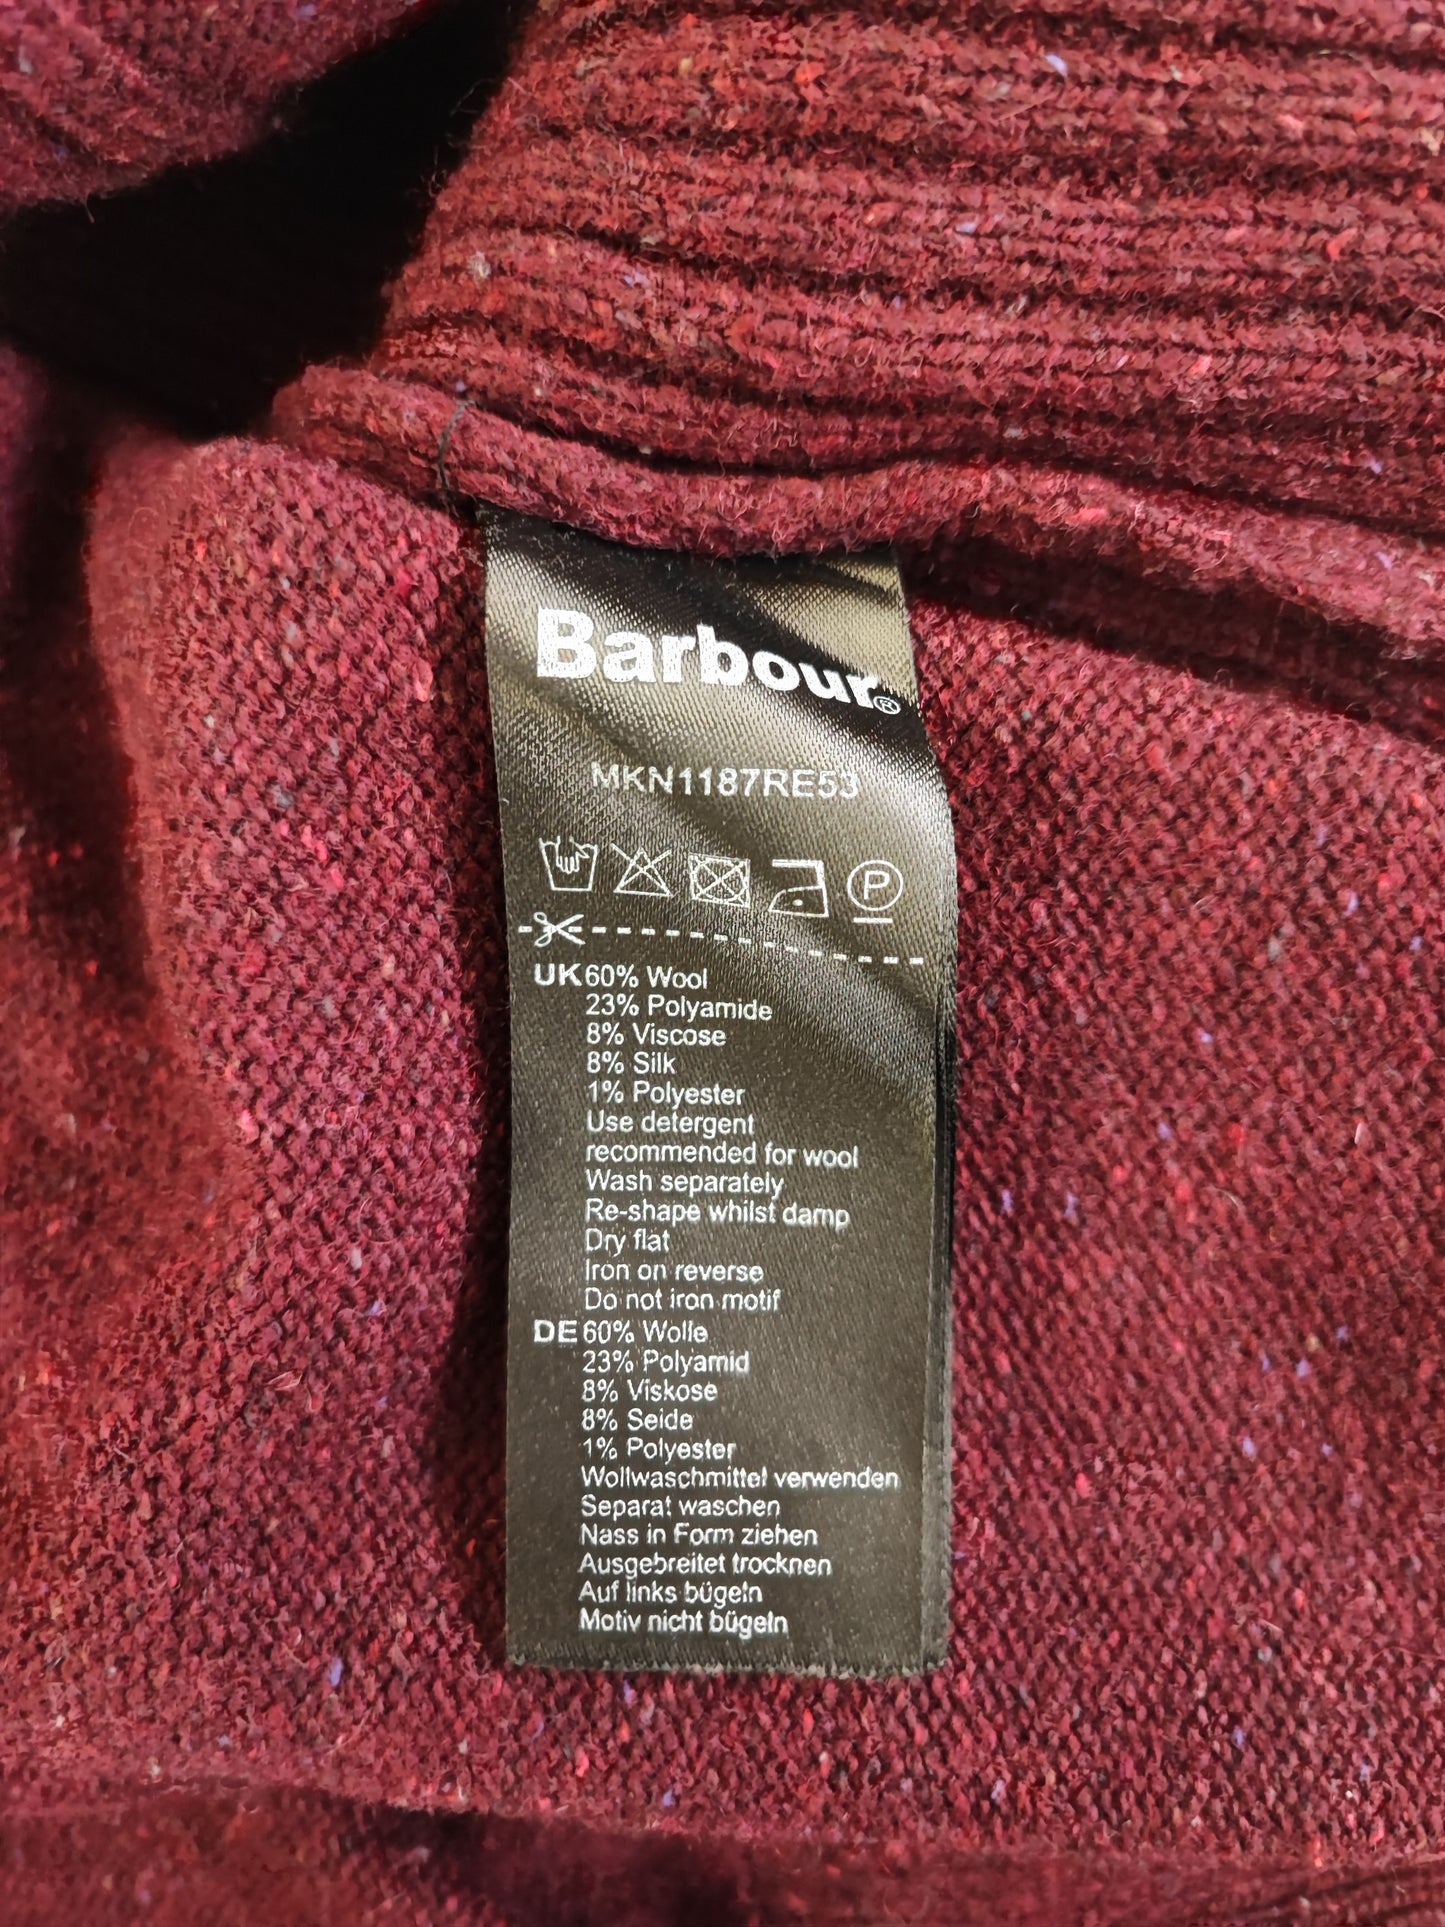 Barbour®
MKN1187RE53
P
UK 60% Wool
23% Polyamide
8% Viscose
8% Silk
1% Polyester
Use detergent
recommended for wool
Wash separately
Re-shape whilst damp
Dry flat
Iron on reverse
Do not iron motif
DE 60% Wolle
23% Polyamid
8% Viskose
8% Seide
1% Polyester
Wollwaschmittel verwenden
Separat waschen
Nass in Form ziehen
Ausgebreitet trocknen
Auf links bügeln
Motiv nicht bügeln